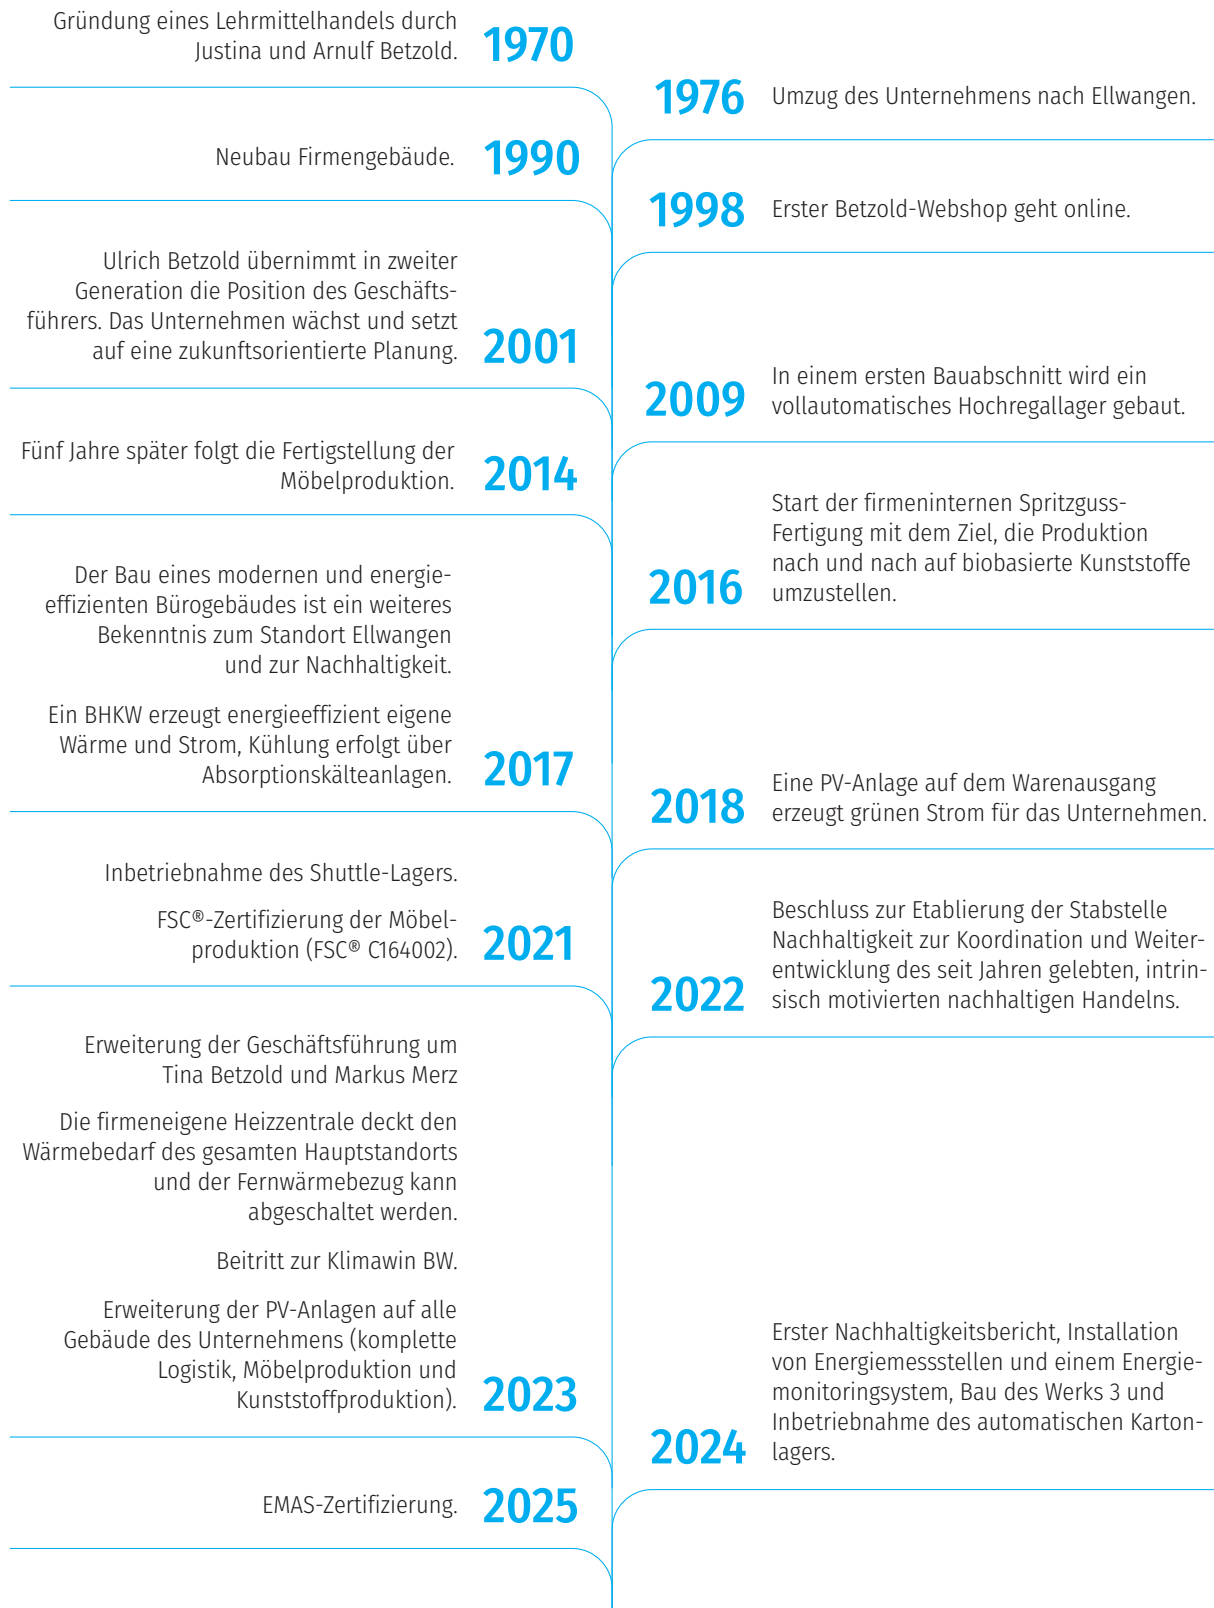 Gründung eines Lehrmittelhandels durch
Justina und Arnulf Betzold.
1970
1976
Umzug des Unternehmens nach Ellwangen.
Neubau Firmengebäude.
1990
1998
Erster Betzold-Webshop geht online.
Ulrich Betzold übernimmt in zweiter
Generation die Position des Geschäfts-
führers. Das Unternehmen wächst und setzt
auf eine zukunftsorientierte Planung.
2001
2009
In einem ersten Bauabschnitt wird ein
vollautomatisches Hochregallager gebaut.
Fünf Jahre später folgt die Fertigstellung der
Möbelproduktion.
2014
2016
Start der firmeninternen Spritzguss-
Fertigung mit dem Ziel, die Produktion
nach und nach auf biobasierte Kunststoffe
umzustellen.
Der Bau eines modernen und energie-
effizienten Bürogebäudes ist ein weiteres
Bekenntnis zum Standort Ellwangen
und zur Nachhaltigkeit.
Ein BHKW erzeugt energieeffizient eigene
Wärme und Strom, Kühlung erfolgt über
Absorptionskälteanlagen.
2017
2018
Eine PV-Anlage auf dem Warenausgang
erzeugt grünen Strom für das Unternehmen.
Inbetriebnahme des Shuttle-Lagers.
FSC®-Zertifizierung der Möbel-
produktion (FSC® C164002).
2021
2022
Beschluss zur Etablierung der Stabstelle
Nachhaltigkeit zur Koordination und Weiter-
entwicklung des seit Jahren gelebten, intrin-
sisch motivierten nachhaltigen Handelns.
Erweiterung der Geschäftsführung um
Tina Betzold und Markus Merz
Die firmeneigene Heizzentrale deckt den
Wärmebedarf des gesamten Hauptstandorts
und der Fernwärmebezug kann
abgeschaltet werden.
Beitritt zur Klimawin BW.
Erweiterung der PV-Anlagen auf alle
Gebäude des Unternehmens (komplette
Logistik, Möbelproduktion und
Kunststoffproduktion).
2023
2024
Erster Nachhaltigkeitsbericht, Installation
von Energiemessstellen und einem Energie-
monitoringsystem, Bau des Werks 3 und
Inbetriebnahme des automatischen Karton-
lagers.
EMAS-Zertifizierung.
2025